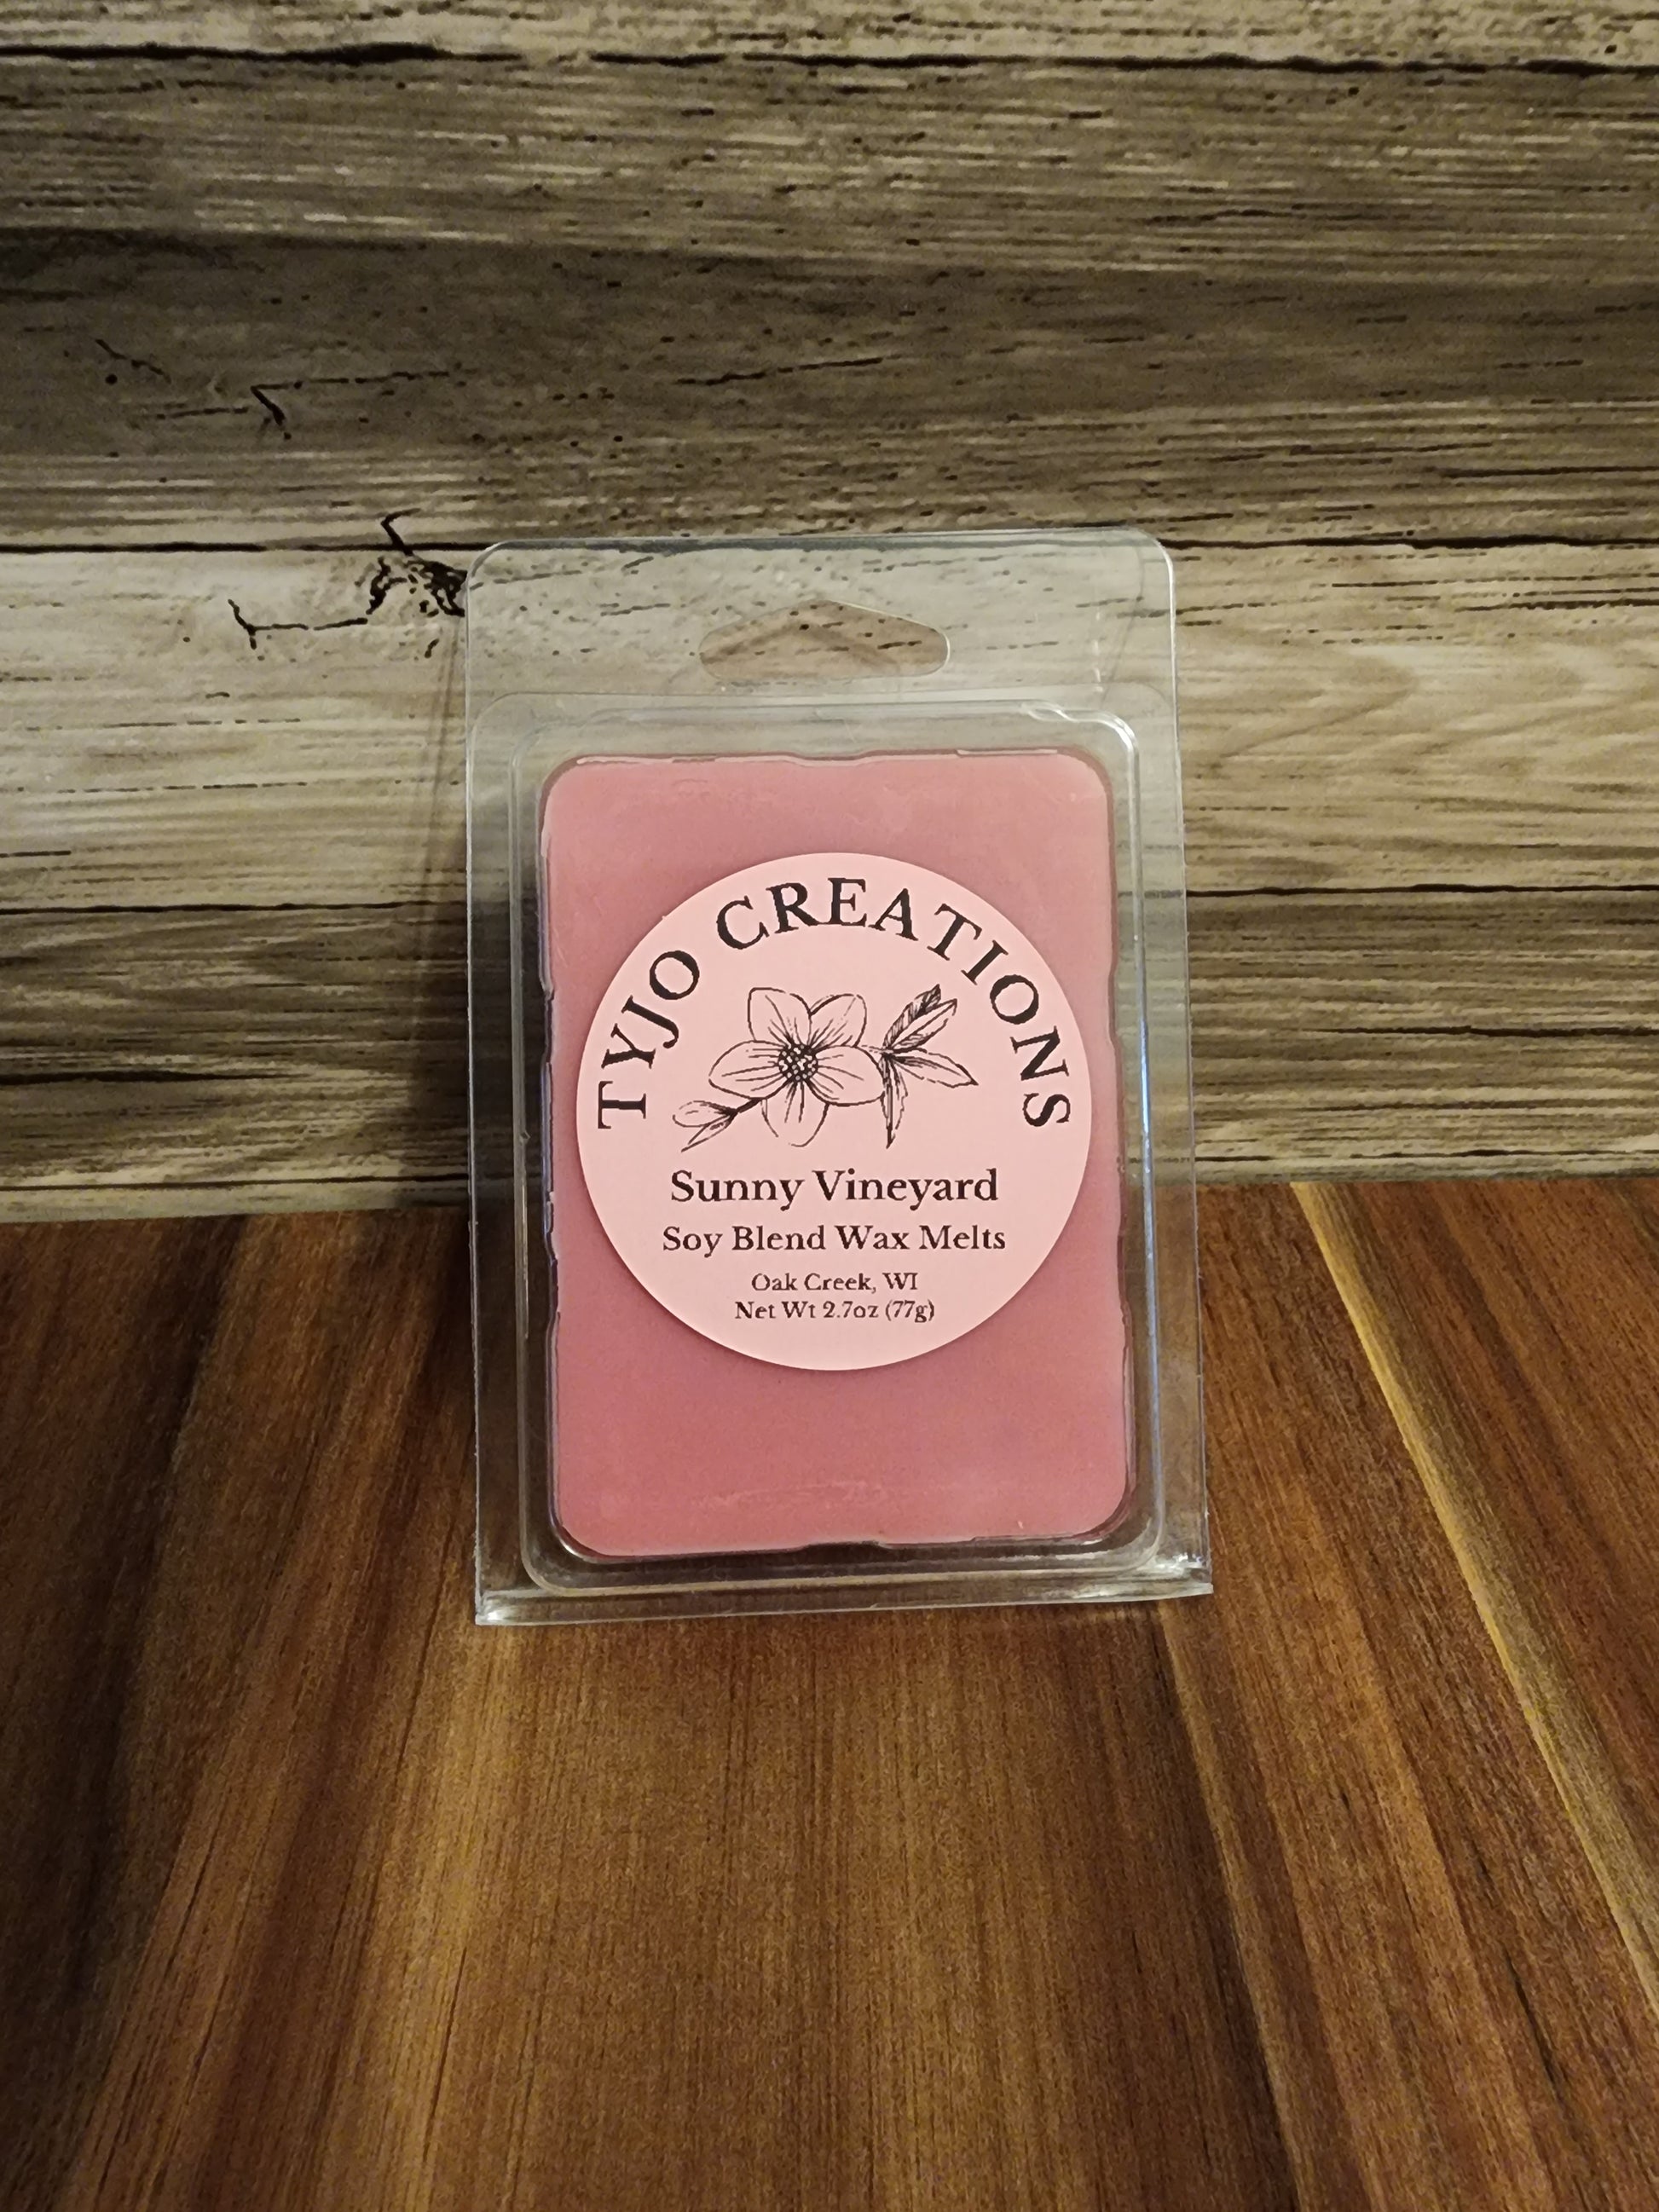 TYJO CREATIONS
Sunny Vineyard
Soy Blend Wax Melts
Oak Creek, WI
Net Wt 2.7oz (77g)